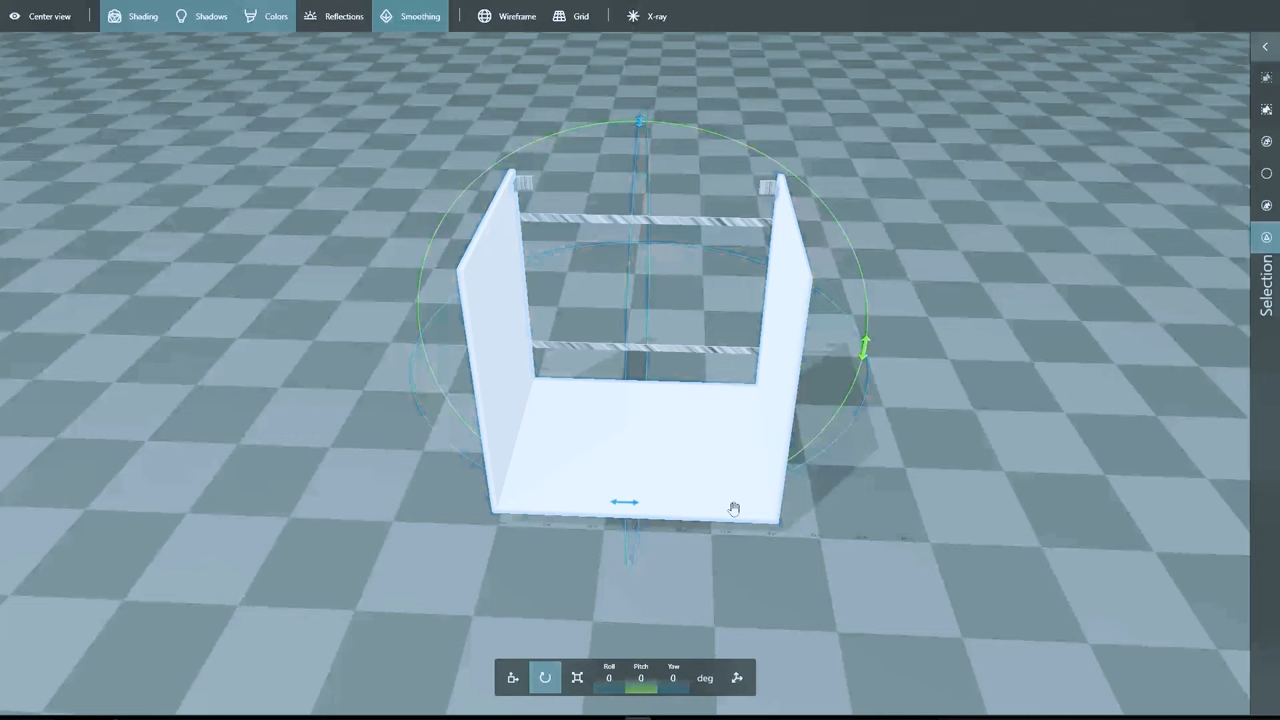 Center view Shading Shadows Colors Reflections Smoothing Wireframe Grid X-ray
Selection
Roll Pitch Yaw
0 0 0 deg